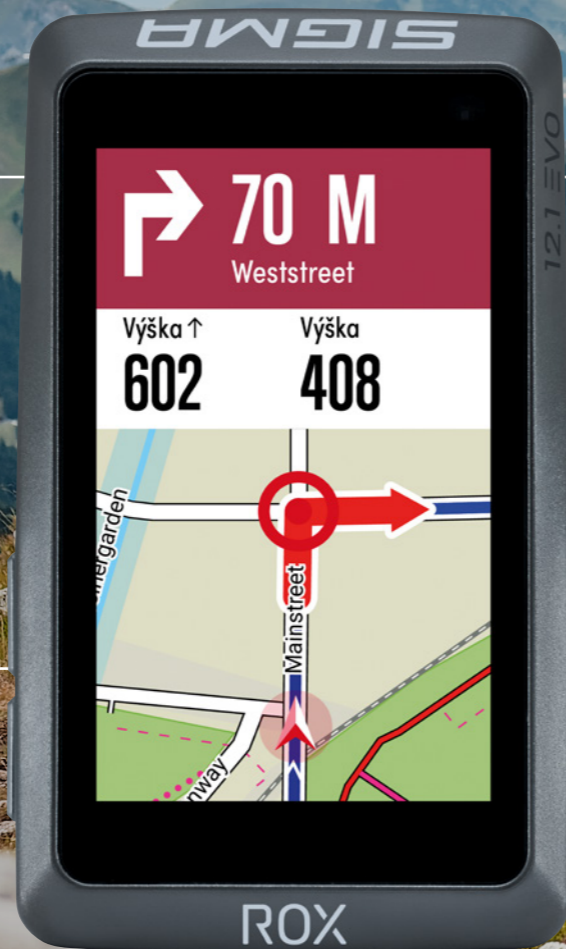 SIGMA
12.1 EVO
70 M
Weststreet
Výška↑ Výška
602 408
Mainstreet
ROX